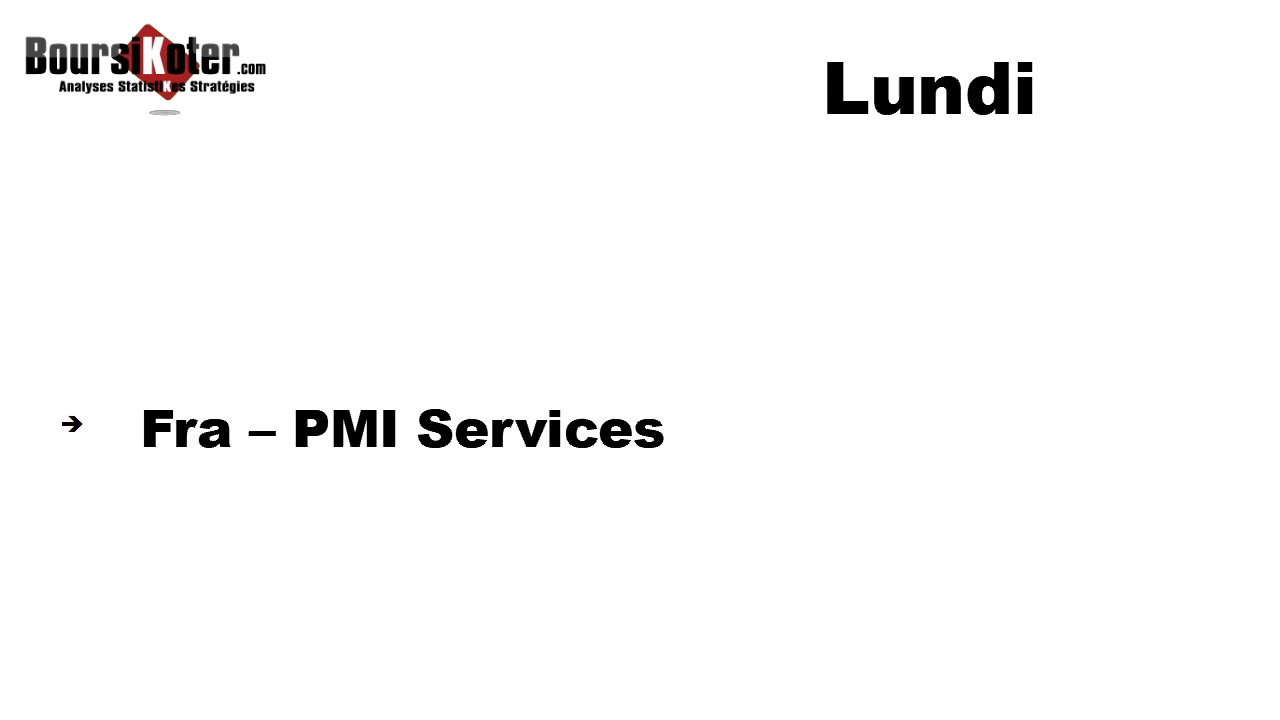 BoursiKoter.com
Analyses StatistiKes Stratégies
Lundi
➔ Fra – PMI Services